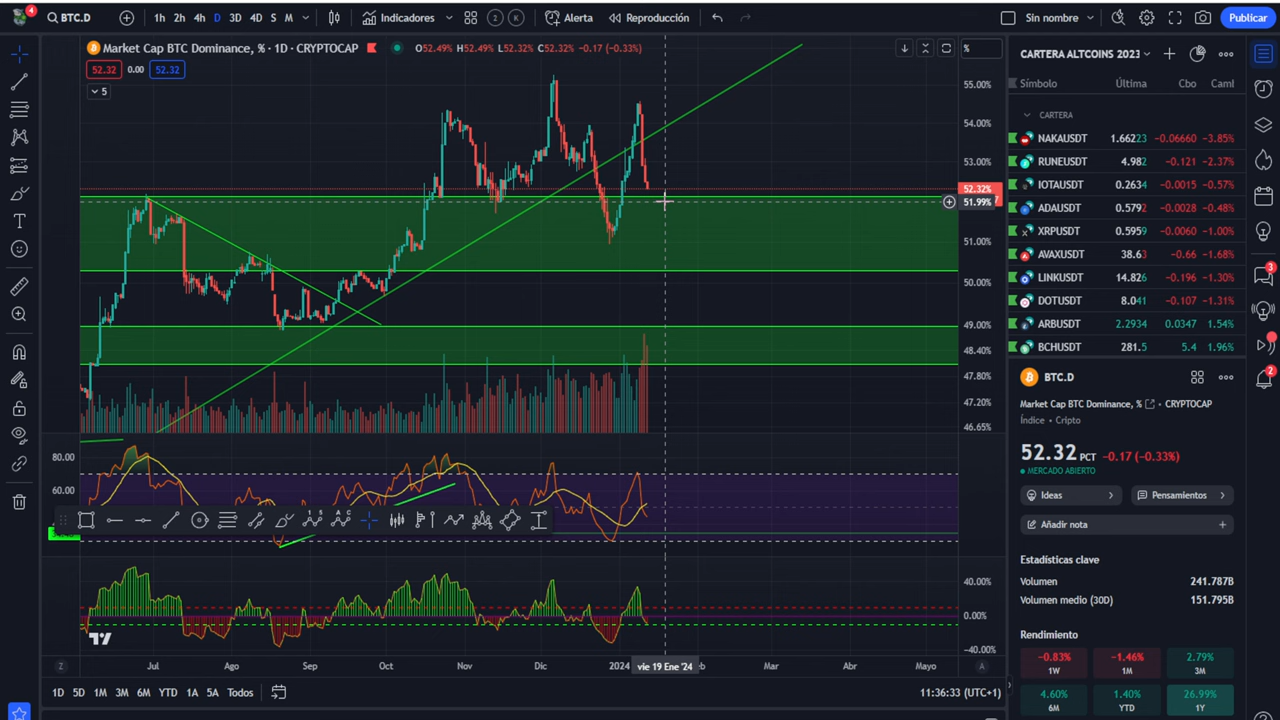 4
BTC.D
1h 2h 4h D 3D 4D S M
Indicadores
2
K
Alerta
Reproducción
Sin nombre
Publicar
Market Cap BTC Dominance, % · 1D · CRYPTOCAP
O52.49% H52.49% L52.32% C52.32% -0.17 (-0.33%)
52.32 0.00 52.32
5
%
55.00%
54.00%
53.00%
52.32%
51.99%
51.00%
50.00%
49.00%
48.40%
47.80%
47.20%
46.65%
80.00
60.00
40.00%
0.00%
-40.00%
Z
Jul Ago Sep Oct Nov Dic 2024 vie 19 Ene '24 Mar Abr Mayo
A
1D 5D 1M 3M 6M YTD 1A 5A Todos
11:36:33 (UTC+1)
CARTERA ALTCOINS 2023
Símbolo Última Cbo Caml
CARTERA
NAKAUSDT 1.66223 -0.06660 -3.85%
RUNEUSDT 4.982 -0.121 -2.37%
IOTAUSDT 0.2634 -0.0015 -0.57%
ADAUSDT 0.5792 -0.0028 -0.48%
XRPUSDT 0.5959 -0.0060 -1.00%
AVAXUSDT 38.63 -0.66 -1.68%
LINKUSDT 14.826 -0.196 -1.30%
DOTUSDT 8.041 -0.107 -1.31%
ARBUSDT 2.2934 0.0347 1.54%
BCHUSDT 281.5 5.4 1.96%
BTC.D
Market Cap BTC Dominance, % · CRYPTOCAP
Índice · Cripto
52.32 PCT -0.17 (-0.33%)
MERCADO ABIERTO
Ideas
Pensamientos
Añadir nota
Estadísticas clave
Volumen 241.787B
Volumen medio (30D) 151.795B
Rendimiento
-0.83% -1.46% 2.79%
1W 1M 3M
4.60% 1.40% 26.99%
6M YTD 1Y
3
2